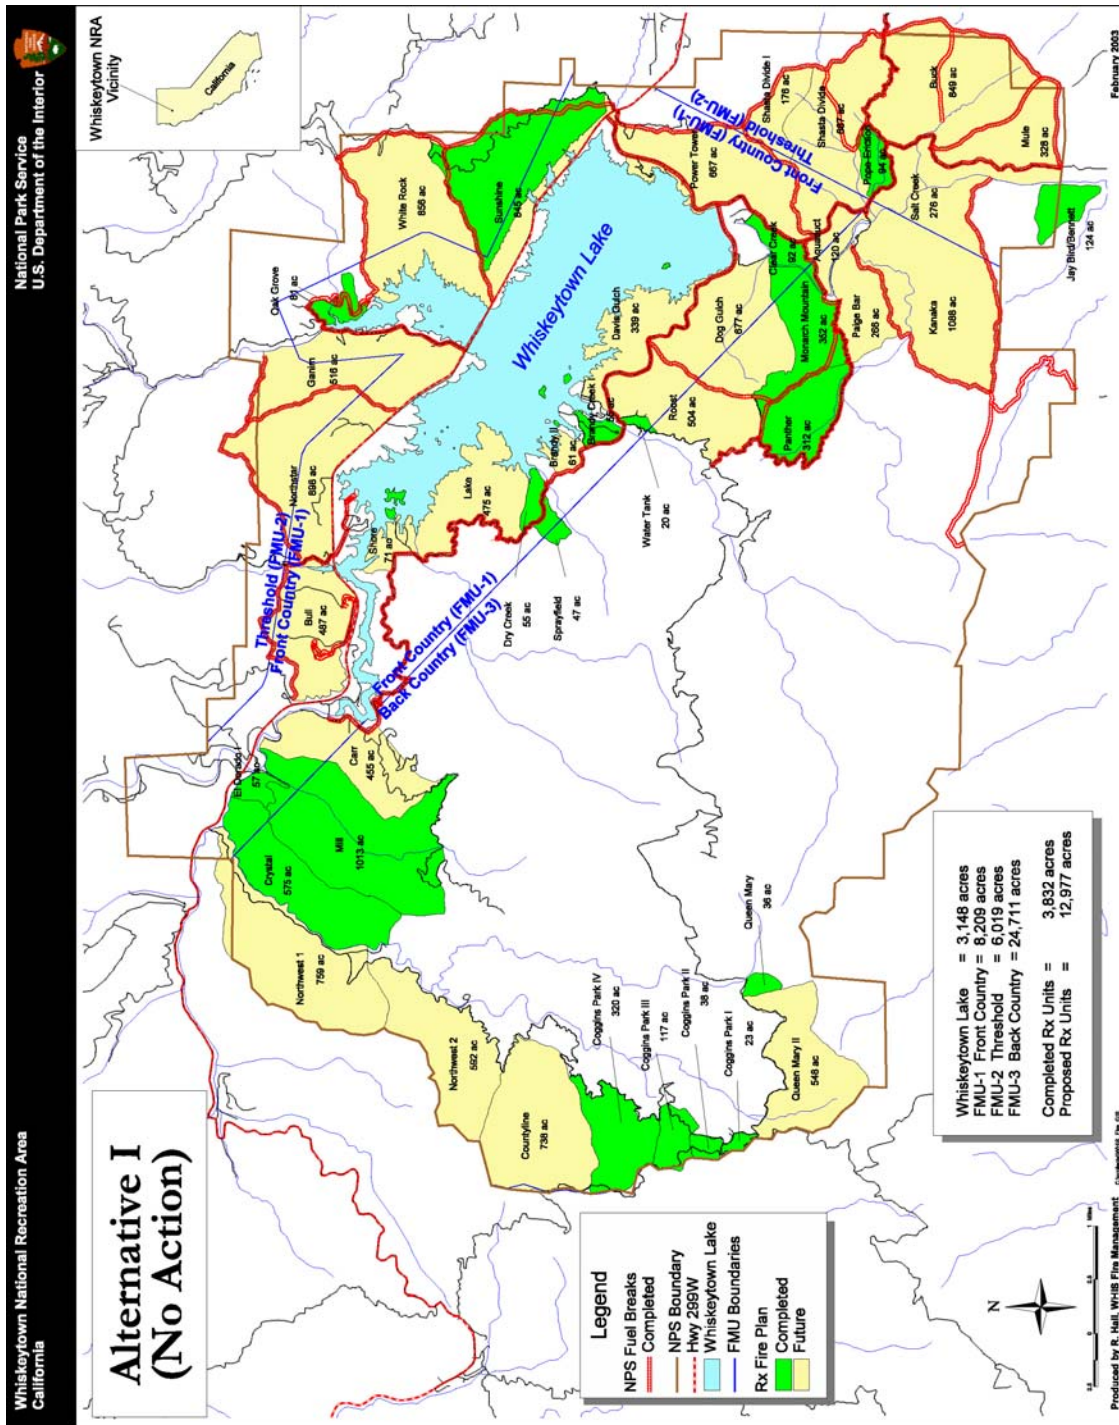 Whiskeytown National Recreation Area
California
National Park Service
U.S. Department of the Interior
Alternative I
(No Action)
Whiskeytown NRA
Vicinity
California
Northwest 1
759 ac
Northwest 2
592 ac
Countyline
738 ac
Coggins Park IV
320 ac
Coggins Park III
117 ac
Coggins Park II
38 ac
Coggins Park I
23 ac
Queen Mary
36 ac
Queen Mary II
548 ac
Crystal
575 ac
Mill
1013 ac
El Dorado I
57 ac
Carr
455 ac
Threshold (FMU-2)
Front Country (FMU-1)
Bull
487 ac
Northstar
898 ac
Ganim
516 ac
Oak Grove
81 ac
White Rock
856 ac
Sunshine
645 ac
Whiskeytown Lake
Shore
71 ac
Lake
475 ac
Front Country (FMU-1)
Back Country (FMU-3)
Dry Creek
55 ac
Sprayfield
47 ac
Brandy II
61 ac
Brandy Creek I
Water Tank
20 ac
Davis Gulch
339 ac
Roost
504 ac
Dog Gulch
677 ac
Panther
312 ac
Monarch Mountain
352 ac
Clear Creek
92 ac
Aquaduct
120 ac
Paige Bar
266 ac
Power Tower
667 ac
Front Country (FMU-1)
Threshold (FMU-2)
Shasta Divide I
176 ac
Shasta Divide
667 ac
Pope-Erickon
94 ac
Salt Creek
276 ac
Kanaka
1088 ac
Buck
849 ac
Mule
328 ac
Jay Bird/Bennett
124 ac
Legend
NPS Fuel Breaks
Completed
NPS Boundary
Hwy 299W
Whiskeytown Lake
FMU Boundaries
Rx Fire Plan
Completed
Future
N
Whiskeytown Lake = 3,148 acres
FMU-1 Front Country = 8,209 acres
FMU-2 Threshold = 6,019 acres
FMU-3 Back Country = 24,711 acres
Completed Rx Units = 3,832 acres
Proposed Rx Units = 12,977 acres
Produced by R. Hall, WHIS Fire Management
February 2003